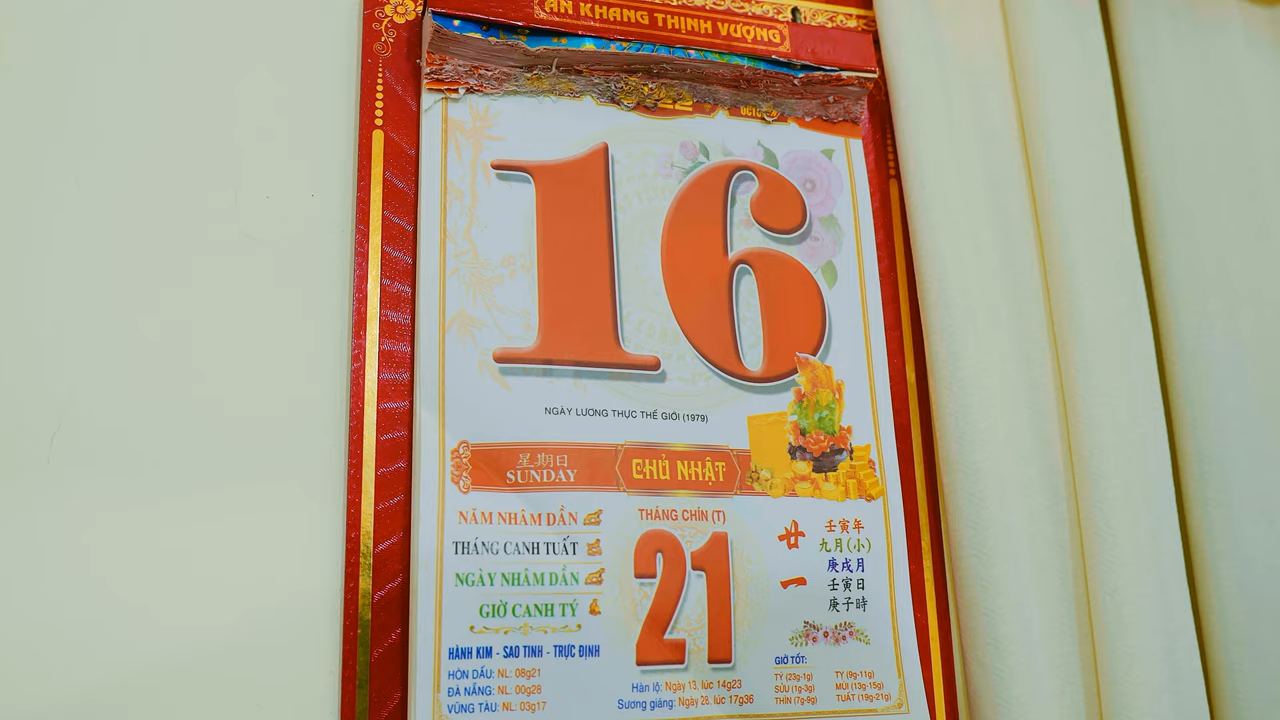 AN KHANG THỊNH VƯỢNG
16
NGÀY LƯƠNG THỰC THẾ GIỚI (1979)
星期日
SUNDAY
CHỦ NHẬT
NĂM NHÂM DẦN
THÁNG CANH TUẤT
NGÀY NHÂM DẦN
GIỜ CANH TÝ
HÀNH KIM - SAO TINH - TRỰC ĐỊNH
HÒN DẤU: NL: 08g21
ĐÀ NẴNG: NL: 00g28
VŨNG TÀU: NL: 03g17
THÁNG CHÍN (T)
21
Hàn lộ: Ngày 13, lúc 14g23
Sương giáng: Ngày 28, lúc 17g36
廿一
壬寅年
九月(小)
庚戌月
壬寅日
庚子時
GIỜ TỐT:
TÝ (23g-1g) TỴ (9g-11g)
SỬU (1g-3g) MÙI (13g-15g)
THÌN (7g-9g) TUẤT (19g-21g)